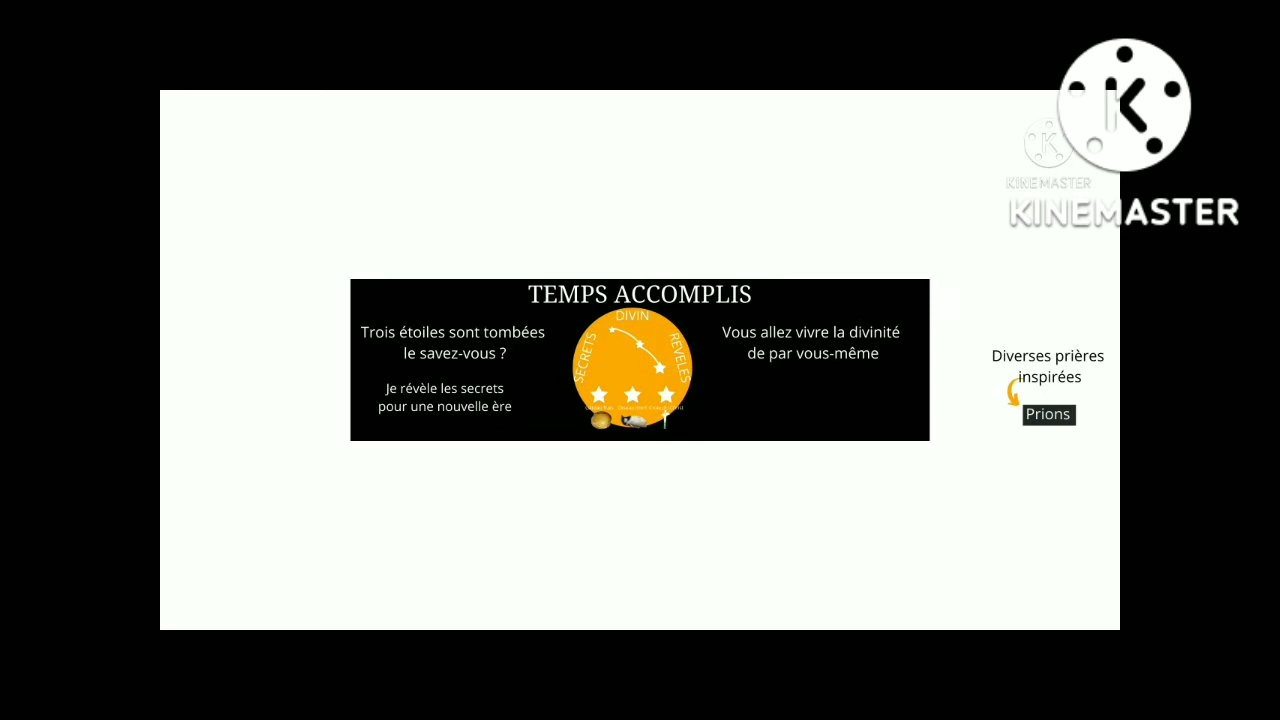 K
KINEMASTER
K
KINEMASTER
TEMPS ACCOMPLIS
DIVIN
SECRETS
REVELES
Trois étoiles sont tombées
le savez-vous ?
Je révèle les secrets
pour une nouvelle ère
Vous allez vivre la divinité
de par vous-même
Diverses prières
inspirées
Prions